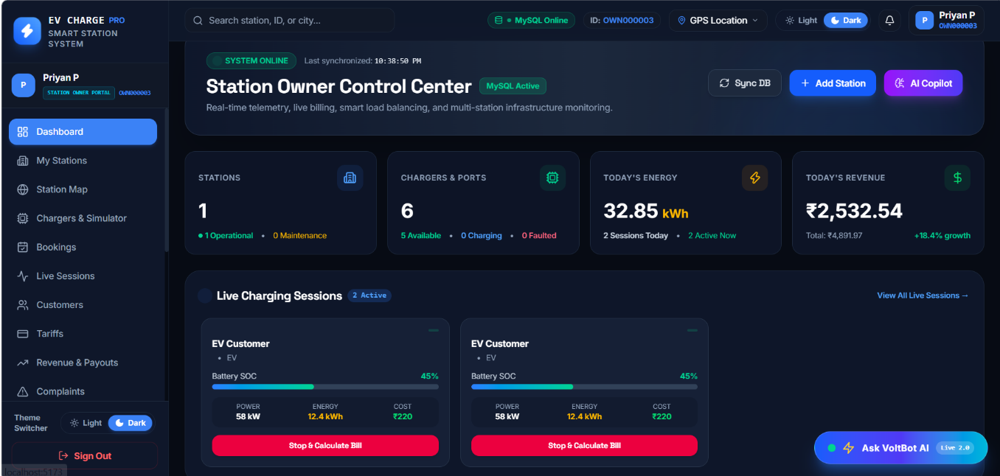 EV CHARGE PRO
SMART STATION
SYSTEM
P
Priyan P
STATION OWNER PORTAL OWN000003
Dashboard
My Stations
Station Map
Chargers & Simulator
Bookings
Live Sessions
Customers
Tariffs
Revenue & Payouts
Complaints
Theme
Switcher
Light
Dark
Sign Out
localhost:5173
Search station, ID, or city...
MySQL Online
ID: OWN000003
GPS Location
Light
Dark
P
Priyan P
OWN000003
SYSTEM ONLINE
Last synchronized: 10:38:50 PM
Station Owner Control Center
MySQL Active
Real-time telemetry, live billing, smart load balancing, and multi-station infrastructure monitoring.
Sync DB
+ Add Station
AI Copilot
STATIONS
1
1 Operational • 0 Maintenance
CHARGERS & PORTS
6
5 Available • 0 Charging • 0 Faulted
TODAY'S ENERGY
32.85 kWh
2 Sessions Today • 2 Active Now
TODAY'S REVENUE
$
₹2,532.54
Total: ₹4,891.97
+18.4% growth
Live Charging Sessions
2 Active
View All Live Sessions →
EV Customer
• EV
Battery SOC
45%
POWER ENERGY COST
58 kW 12.4 kWh ₹220
Stop & Calculate Bill
EV Customer
• EV
Battery SOC
45%
POWER ENERGY COST
58 kW 12.4 kWh ₹220
Stop & Calculate Bill
Ask VoltBot AI
Live 2.0